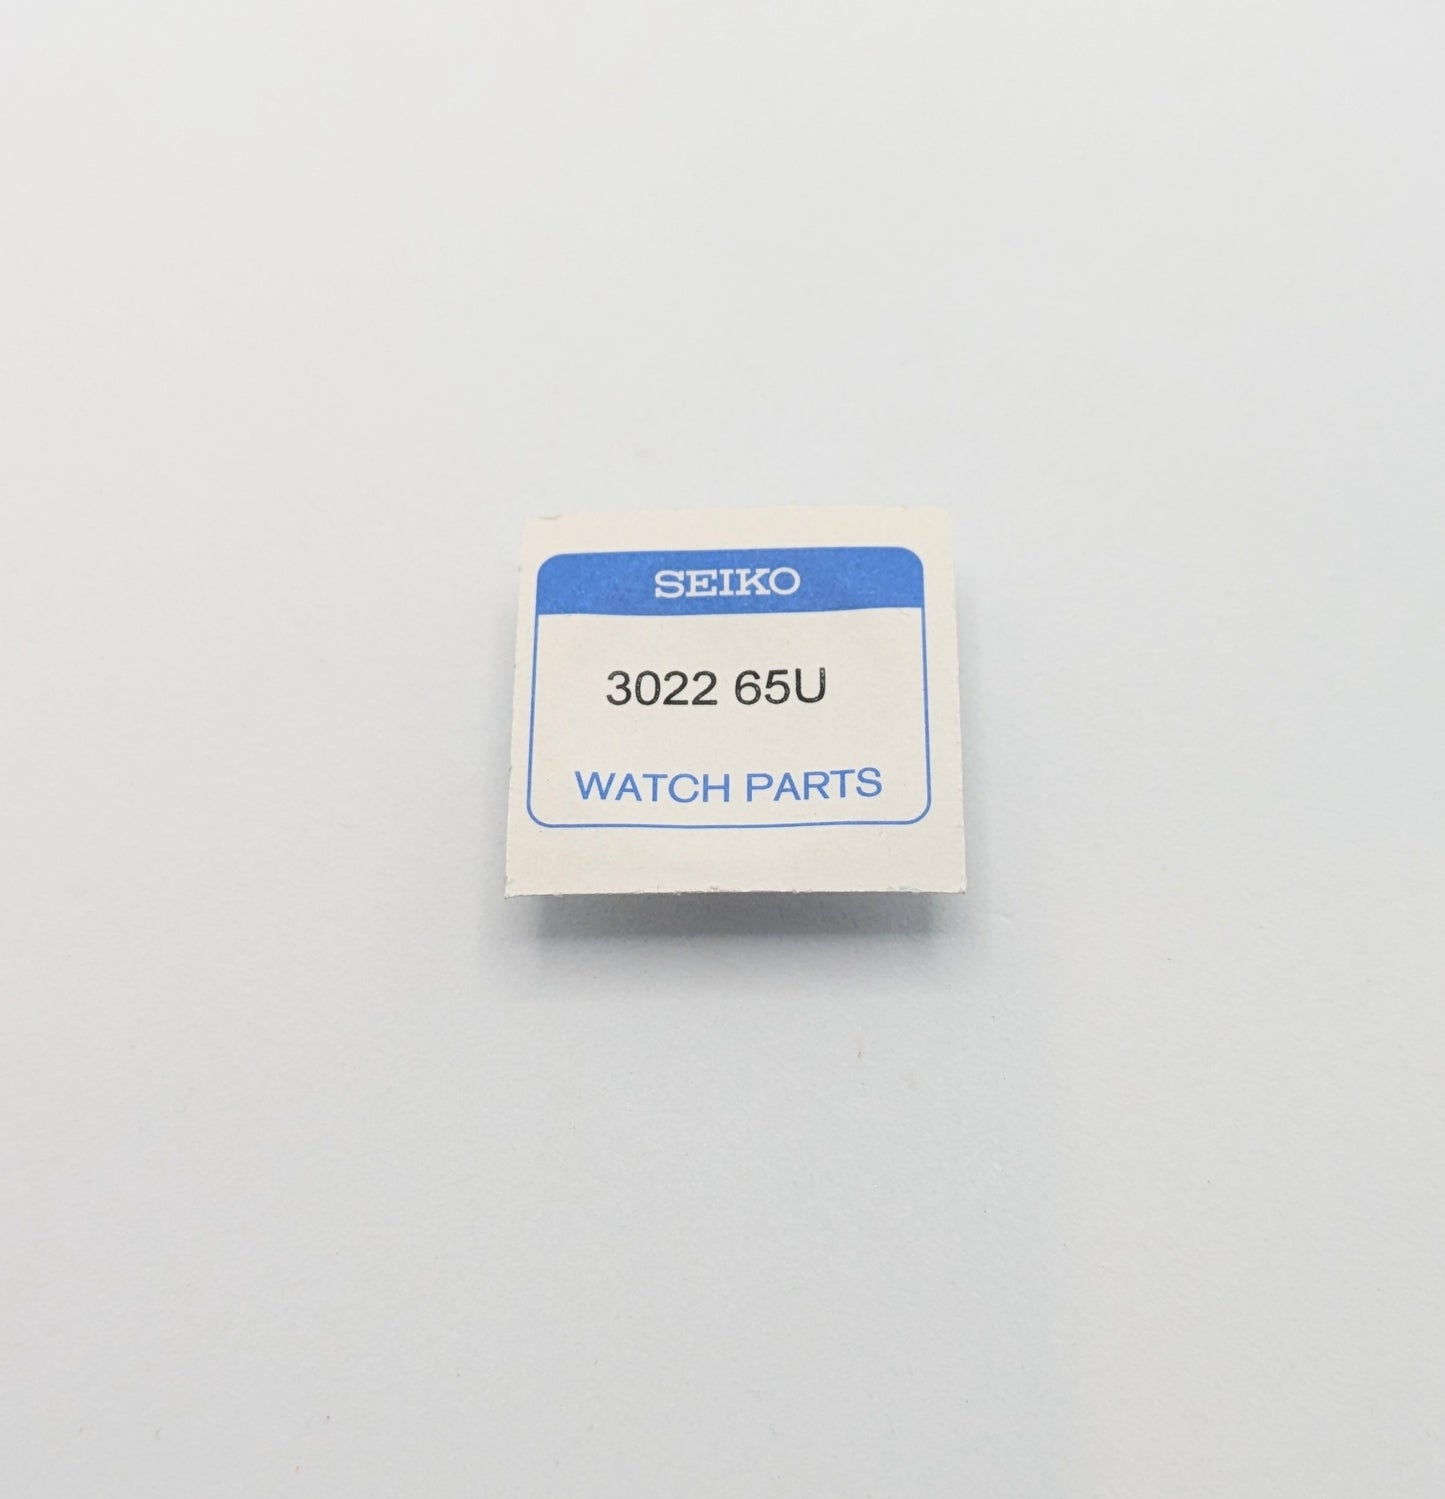 SEIKO
3022 65U
WATCH PARTS